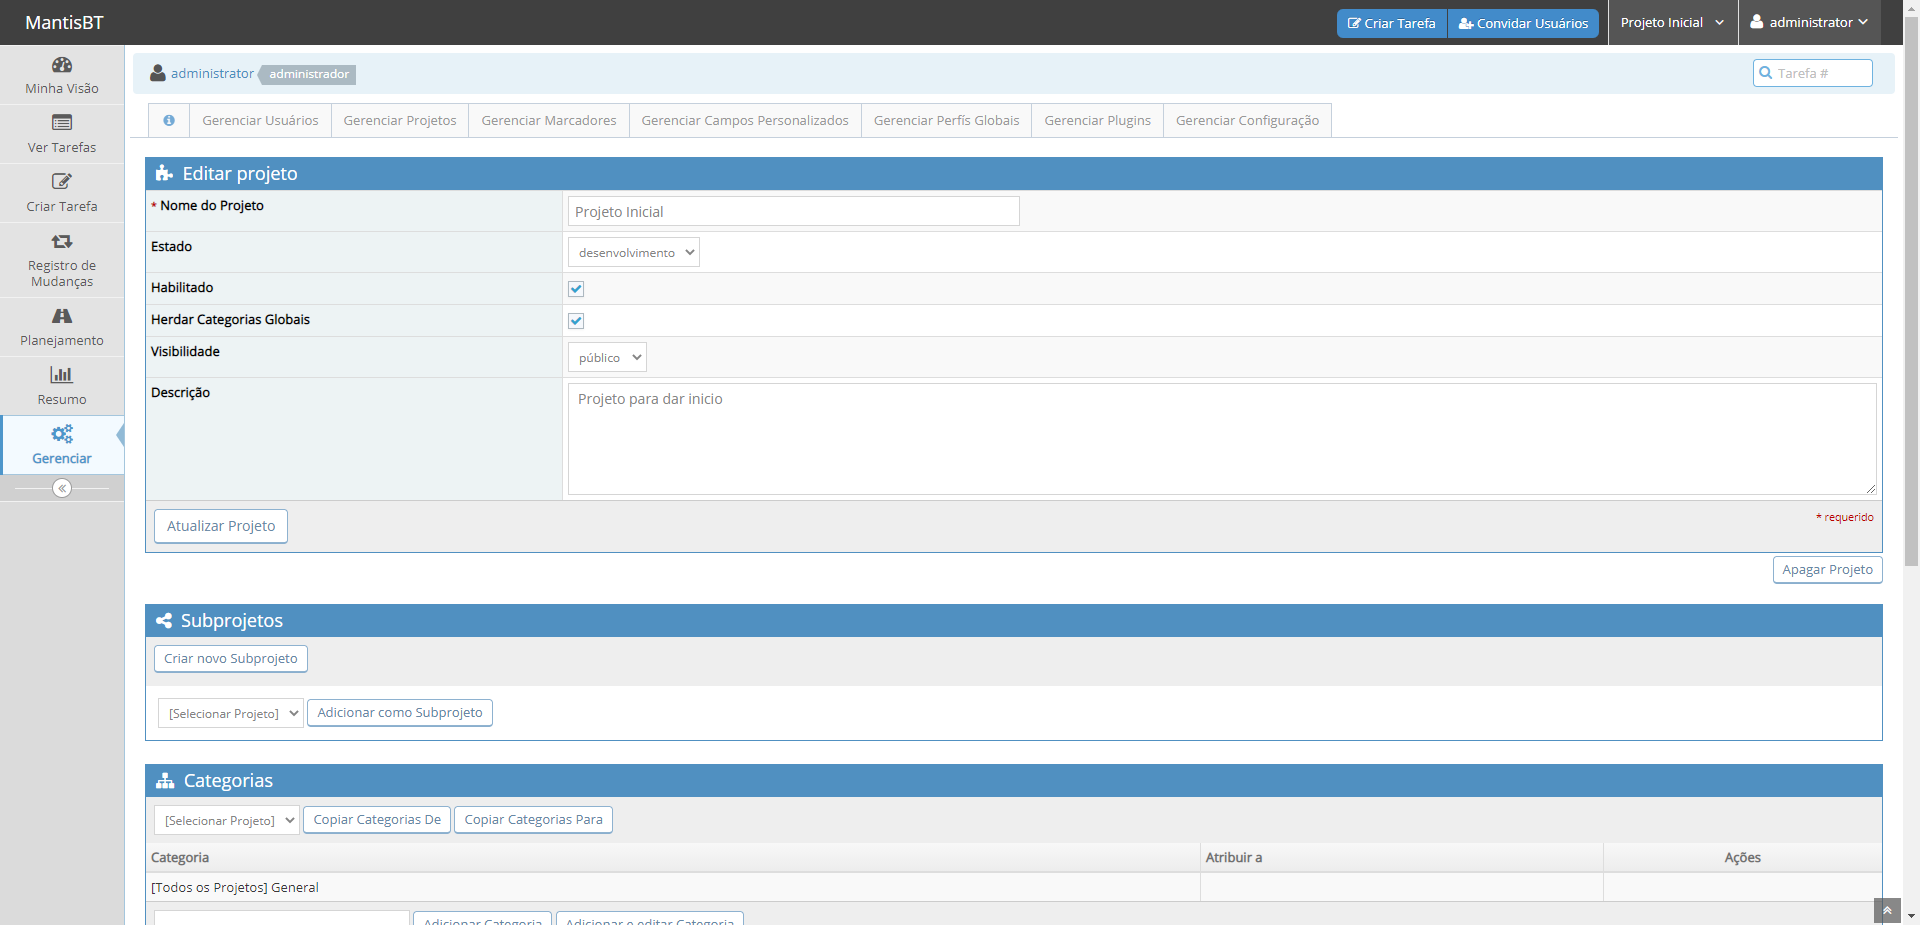 MantisBT
Criar Tarefa
Convidar Usuários
Projeto Inicial
administrator
Minha Visão
Ver Tarefas
Criar Tarefa
Registro de
Mudanças
Planejamento
Resumo
Gerenciar
administrator
administrador
Tarefa #
Gerenciar Usuários
Gerenciar Projetos
Gerenciar Marcadores
Gerenciar Campos Personalizados
Gerenciar Perfís Globais
Gerenciar Plugins
Gerenciar Configuração
Editar projeto
* Nome do Projeto
Projeto Inicial
Estado
desenvolvimento
Habilitado
Herdar Categorias Globais
Visibilidade
público
Descrição
Projeto para dar inicio
Atualizar Projeto
* requerido
Apagar Projeto
Subprojetos
Criar novo Subprojeto
[Selecionar Projeto]
Adicionar como Subprojeto
Categorias
[Selecionar Projeto]
Copiar Categorias De
Copiar Categorias Para
Categoria
Atribuir a
Ações
[Todos os Projetos] General
Adicionar Categoria
Adicionar e editar Categoria